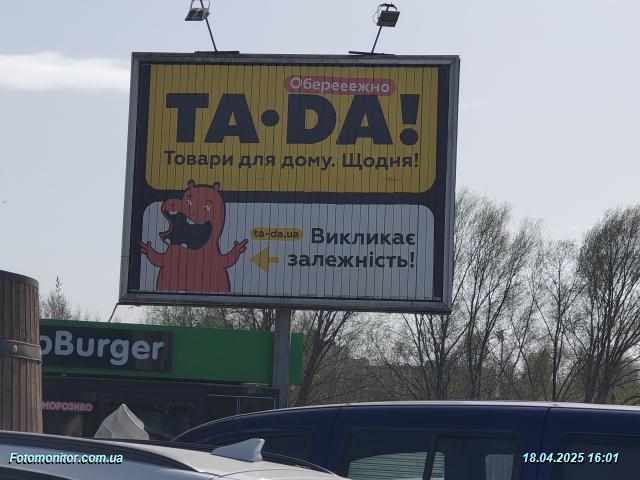 Оберееежно
TA·DA!
Товари для дому. Щодня!
ta-da.ua
Викликає
залежність!
oBurger
МОРОЗИВО
Fotomonitor.com.ua
18.04.2025 16:01